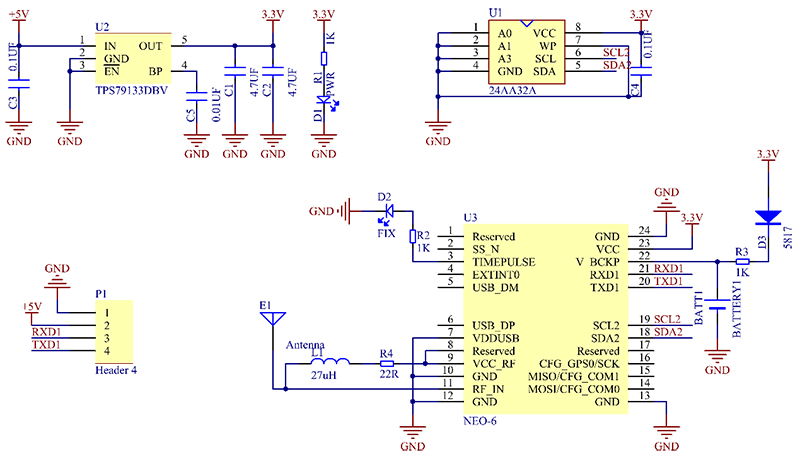 +5V
U2
3.3V
3.3V
0.1UF
C3
1
2
3
IN
GND
EN
OUT
BP
5
4
TPS79133DBV
C5
0.01UF
C1
4.7UF
C2
4.7UF
1K
R1
PWR
D1
GND
GND
GND
GND
GND
GND
U1
3.3V
1
2
3
4
A0
A1
A3
GND
VCC
WP
SCL
SDA
8
7
6
5
SCL2
SDA2
0.1UF
C4
24AA32A
GND
3.3V
D3
5817
GND
D2
FIX
R2
1K
U3
GND
3.3V
1
2
3
4
5
Reserved
SS_N
TIMEPULSE
EXTINT0
USB_DM
GND
VCC
V_BCKP
RXD1
TXD1
24
23
22
21
20
RXD1
TXD1
R3
1K
BATT1
BATTERY1
GND
6
7
8
9
10
11
12
USB_DP
VDDUSB
Reserved
VCC_RF
GND
RF_IN
GND
SCL2
SDA2
Reserved
CFG_GPS0/SCK
MISO/CFG_COM1
MOSI/CFG_COM0
GND
19
18
17
16
15
14
13
SCL2
SDA2
NEO-6
GND
GND
E1
Antenna
L1
27uH
R4
22R
GND
P1
+5V
RXD1
TXD1
1
2
3
4
Header 4